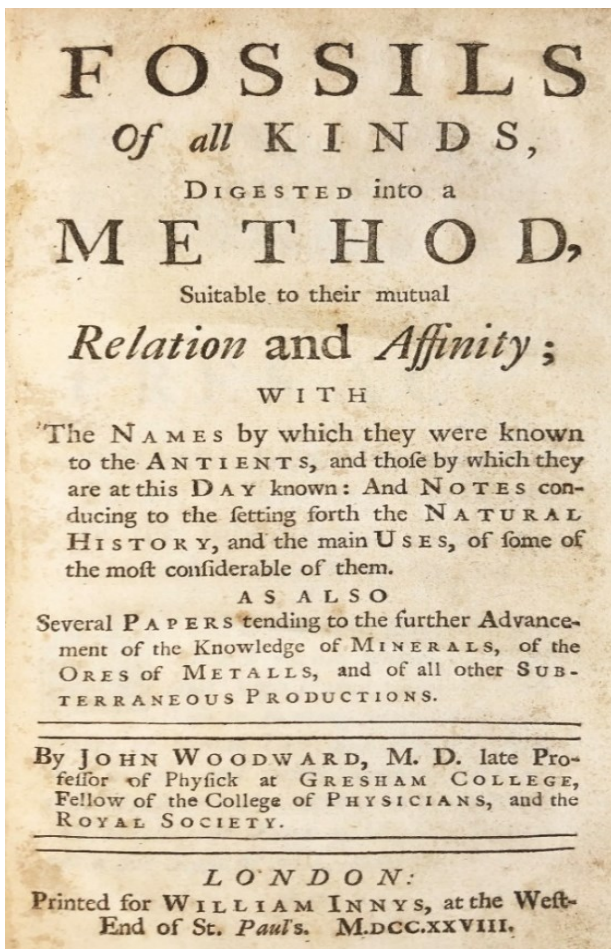 FOSSILS
Of all KINDS,
DIGESTED into a
METHOD,
Suitable to their mutual
Relation and Affinity;
WITH
The NAMES by which they were known
to the ANTIENTS, and thoſe by which they
are at this DAY known: And NOTES con-
ducing to the ſetting forth the NATURAL
HISTORY, and the main USES, of ſome of
the moſt conſiderable of them.
AS ALSO
Several PAPERS tending to the further Advance-
ment of the Knowledge of MINERALS, of the
ORES of METALLS, and of all other SUB-
TERRANEOUS PRODUCTIONS.
By JOHN WOODWARD, M. D. late Pro-
feſſor of Phyſick at GRESHAM COLLEGE,
Fellow of the College of PHYSICIANS, and the
ROYAL SOCIETY.
LONDON:
Printed for WILLIAM INNYS, at the Weſt-
End of St. Paul's. M.DCC.XXVIII.